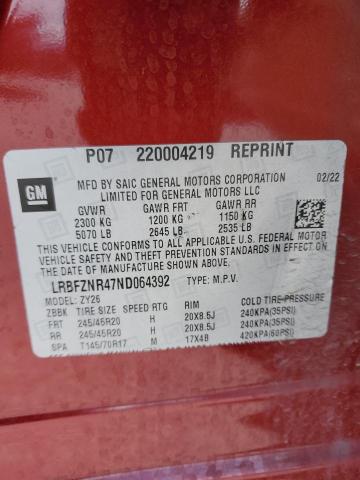 P07 220004219 REPRINT
GM
MFD BY SAIC GENERAL MOTORS CORPORATION 02/22
LIMITED FOR GENERAL MOTORS LLC
GVWR GAWR FRT GAWR RR
2300 KG 1200 KG 1150 KG
5070 LB 2645 LB 2535 LB
THIS VEHICLE CONFORMS TO ALL APPLICABLE U.S. FEDERAL MOTOR
VEHICLE SAFETY AND BUMPER STANDARDS IN EFFECT ON THE DATE OF
MANUFACTURE SHOWN ABOVE.
LRBFZNR47ND064392 TYPE: M.P.V.
MODEL: ZY26
ZBBK TIRE SIZE SPEED RTG RIM COLD TIRE PRESSURE
FRT 245/45R20 H 20X8.5J 240KPA(35PSI)
RR 245/45R20 H 20X8.5J 240KPA(35PSI)
SPA T145/70R17 M 17X4B 420KPA(60PSI)